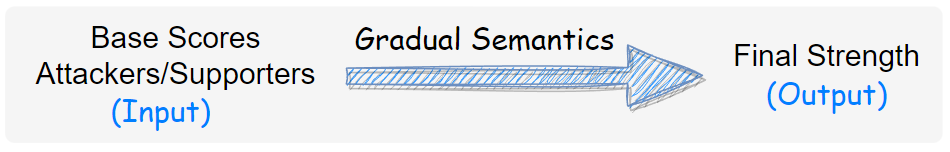 Base Scores
Attackers/Supporters
(Input)
Gradual Semantics
Final Strength
(Output)